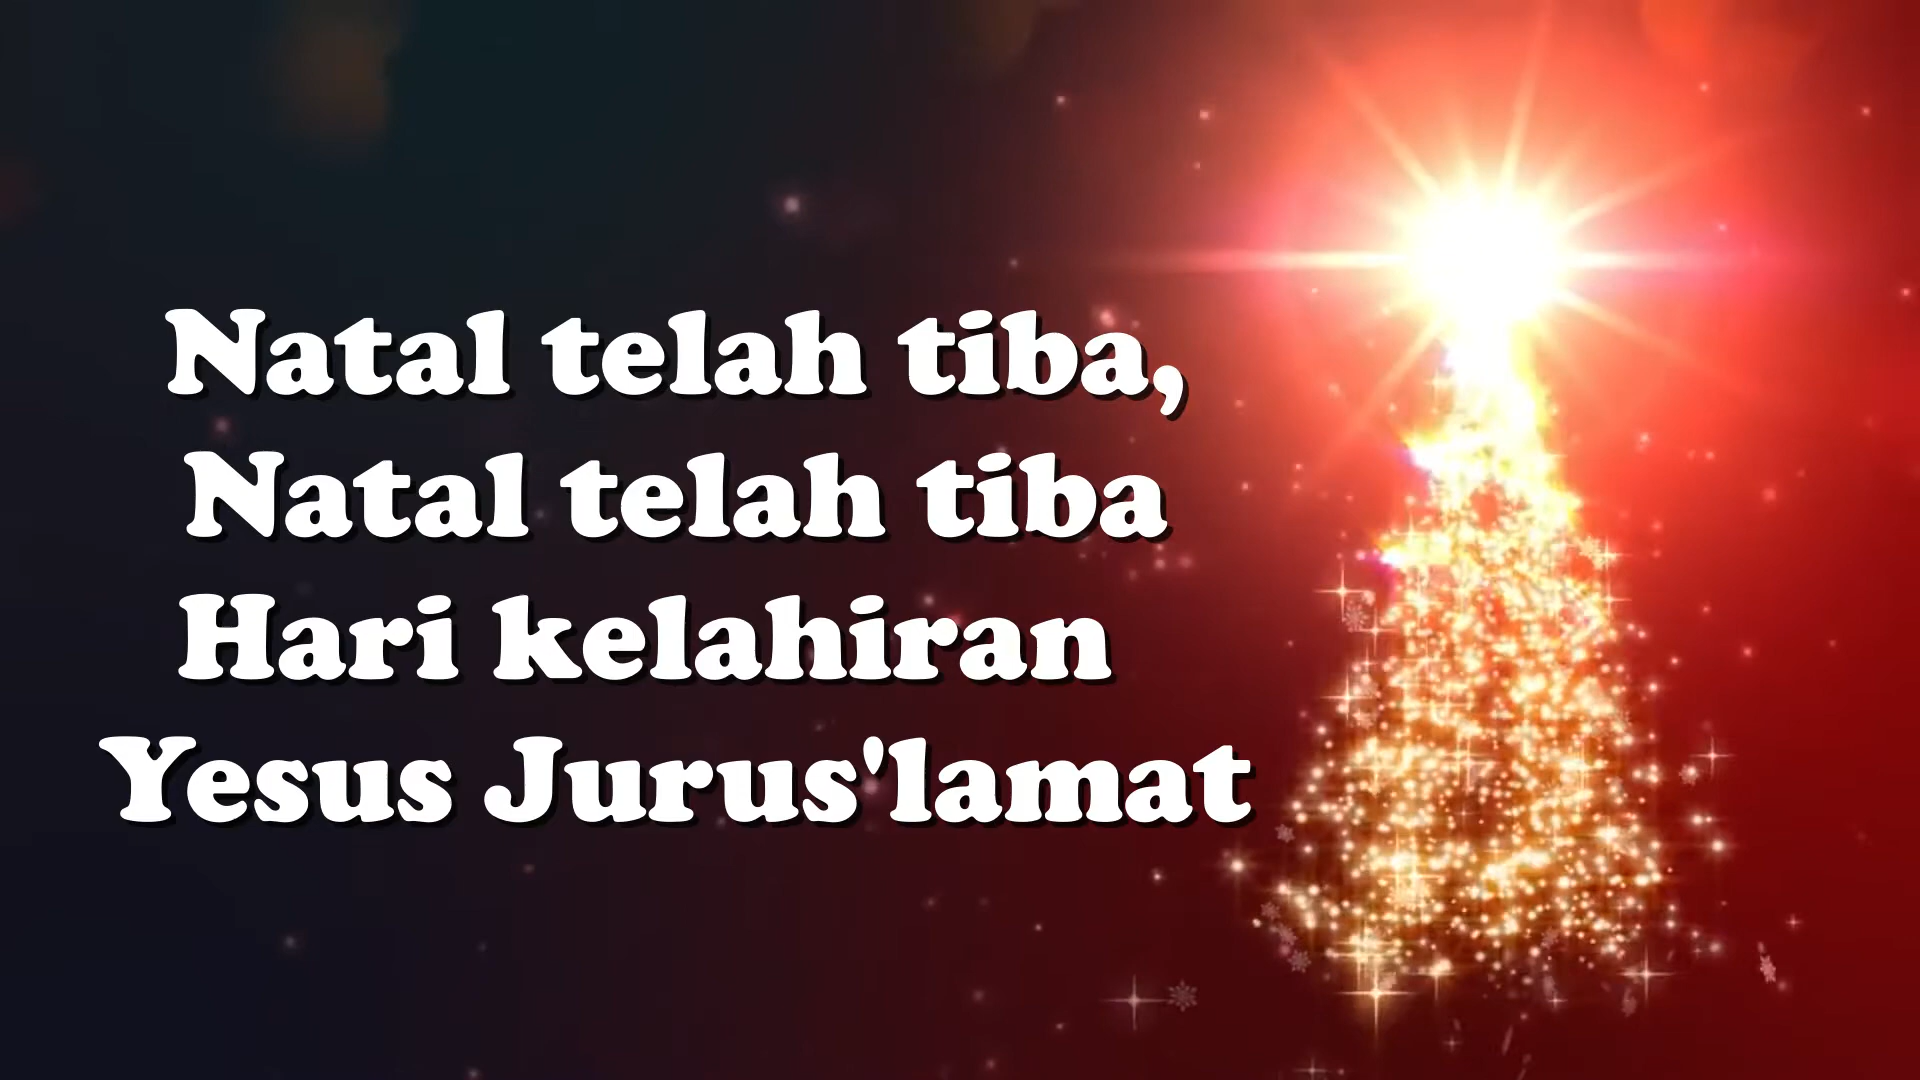 Natal telah tiba,
Natal telah tiba
Hari kelahiran
Yesus Jurus'lamat